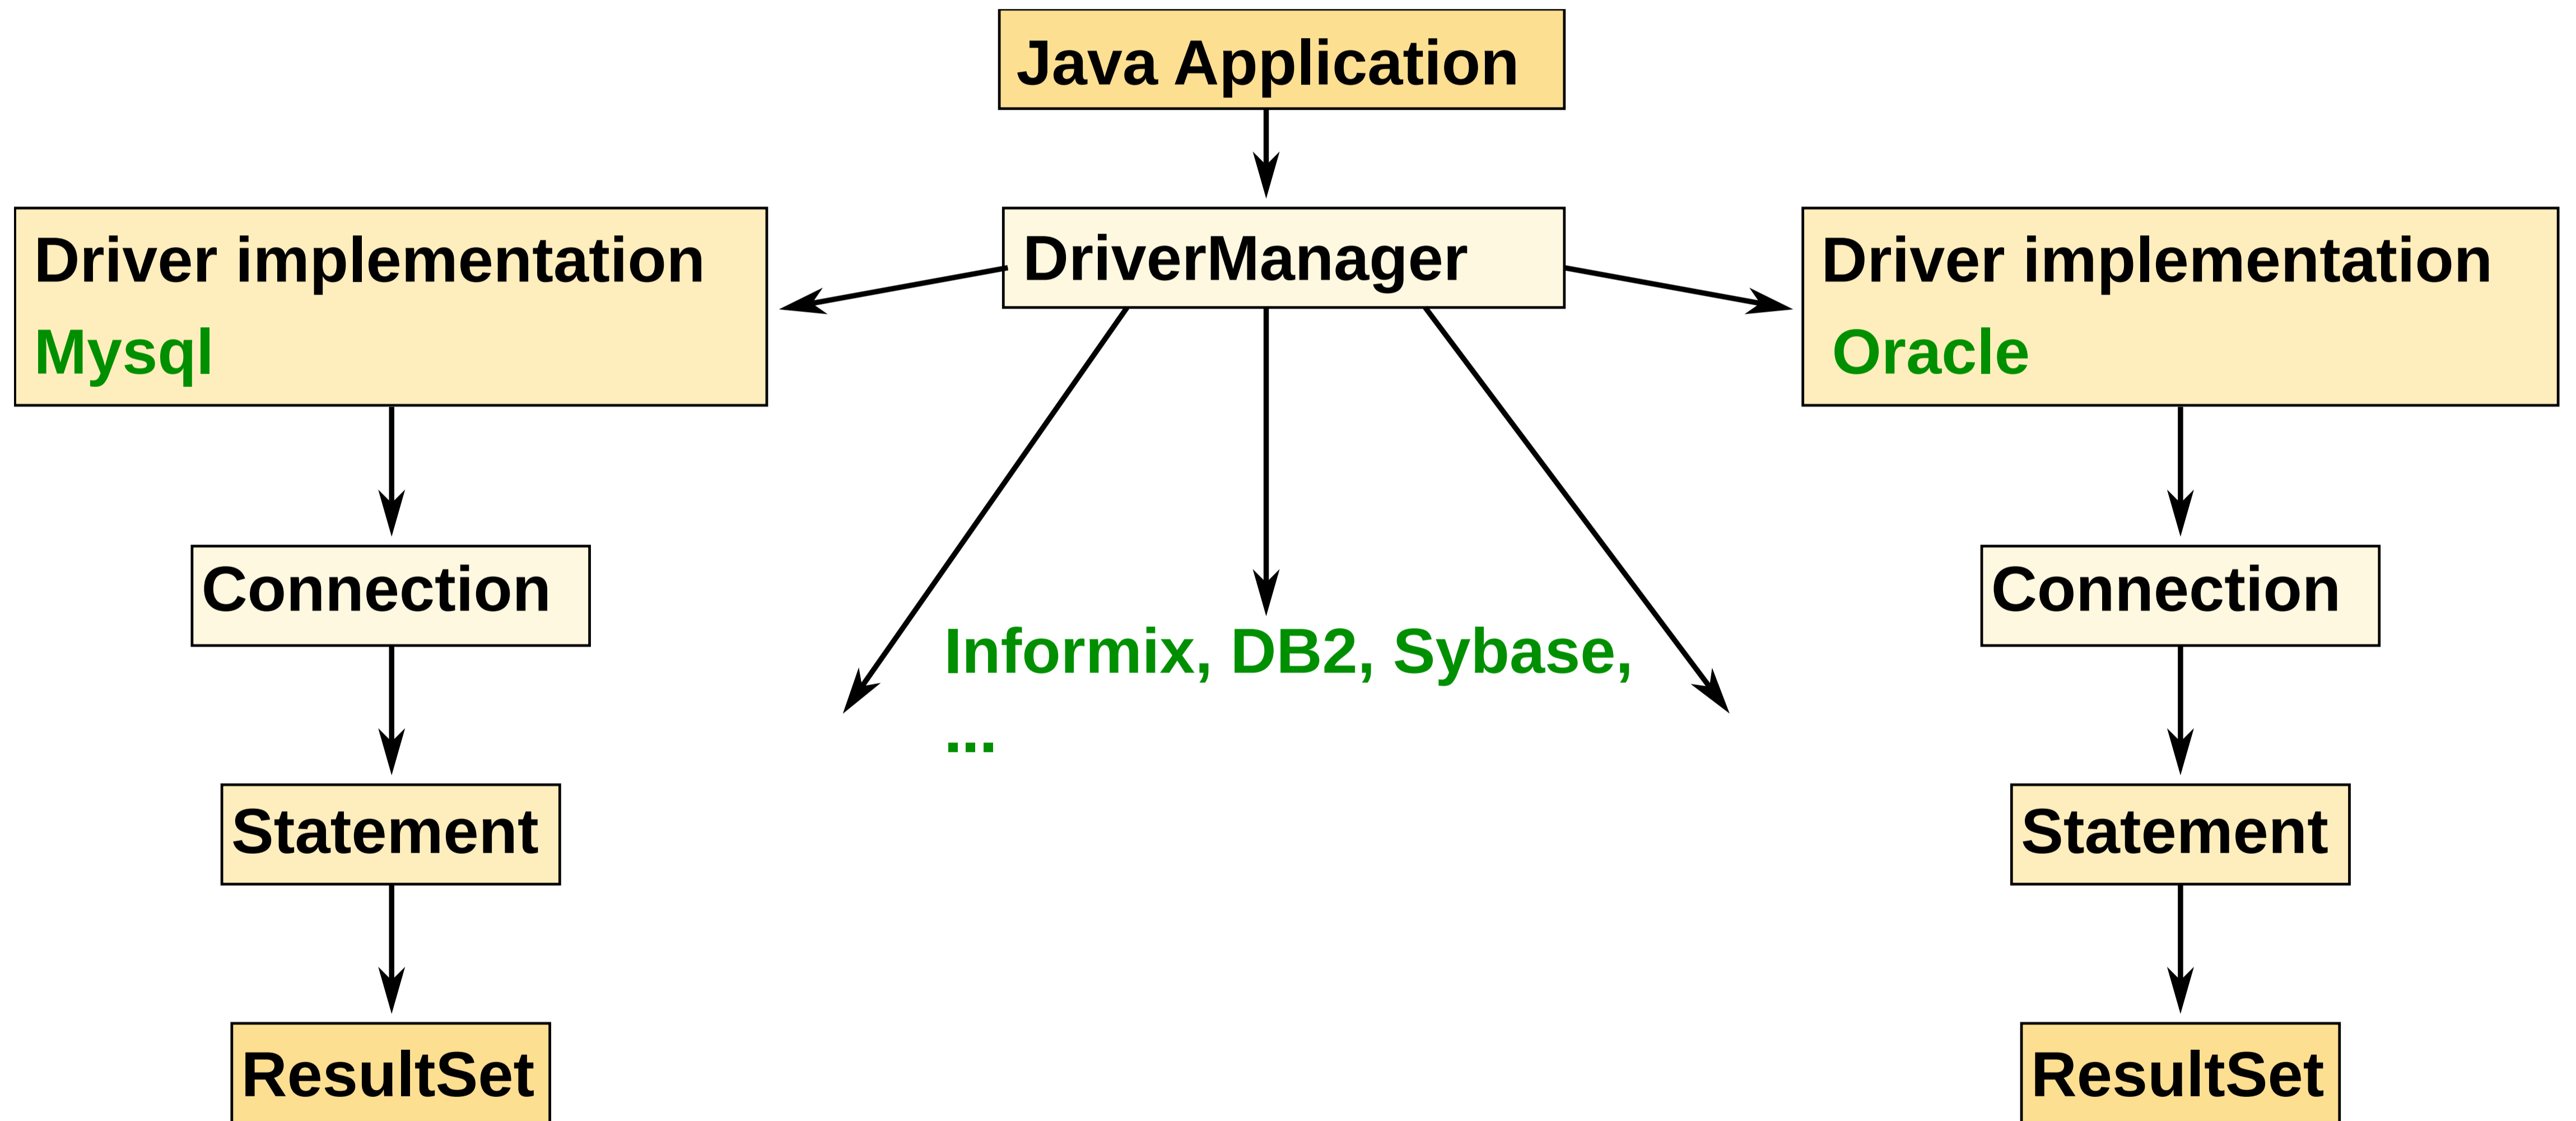 Java Application
Driver implementation
Mysql
DriverManager
Driver implementation
Oracle
Connection
Informix, DB2, Sybase,
...
Connection
Statement
Statement
ResultSet
ResultSet